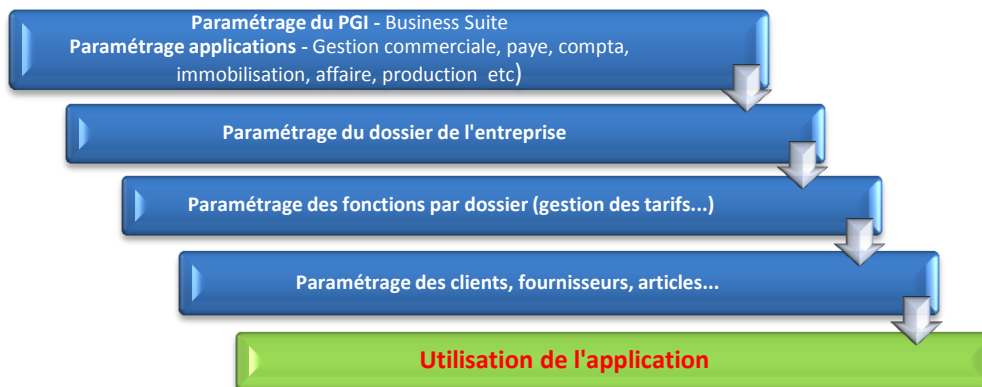 Paramétrage du PGI - Business Suite
Paramétrage applications - Gestion commerciale, paye, compta,
immobilisation, affaire, production etc)
Paramétrage du dossier de l'entreprise
Paramétrage des fonctions par dossier (gestion des tarifs...)
Paramétrage des clients, fournisseurs, articles...
Utilisation de l'application